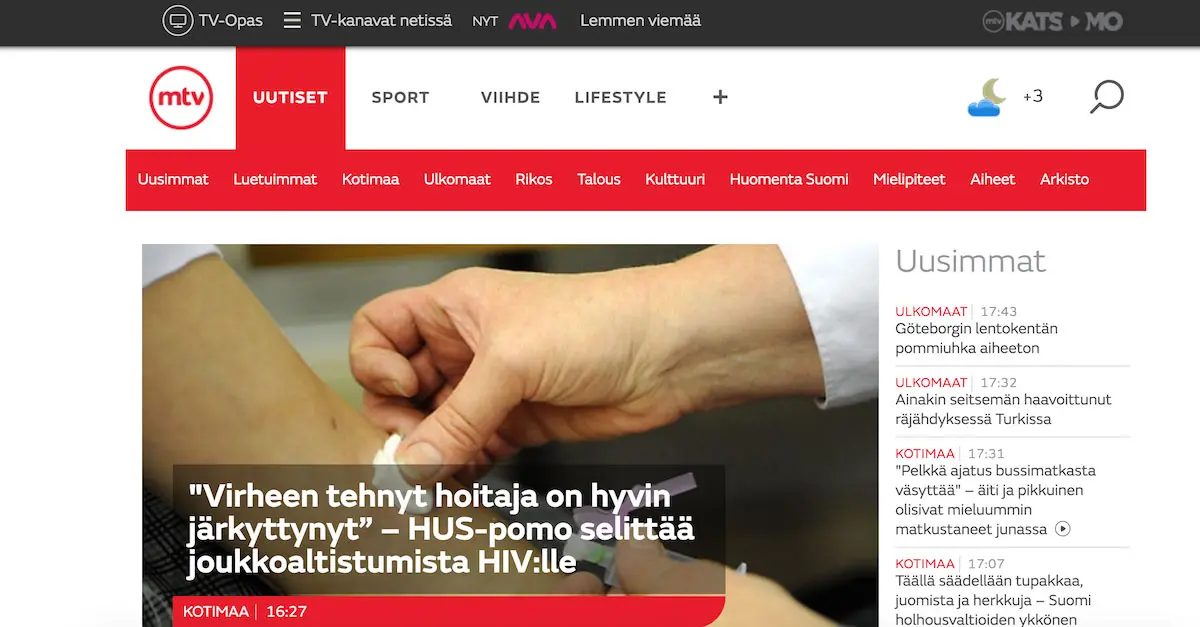 TV-Opas TV-kanavat netissä NYT AVA Lemmen viemää mtv KATSOMO
mtv UUTISET SPORT VIIHDE LIFESTYLE + +3
Uusimmat Luetuimmat Kotimaa Ulkomaat Rikos Talous Kulttuuri Huomenta Suomi Mielipiteet Aiheet Arkisto
"Virheen tehnyt hoitaja on hyvin
järkyttynyt” – HUS-pomo selittää
joukkoaltistumista HIV:lle
KOTIMAA | 16:27
Uusimmat
ULKOMAAT | 17:43
Göteborgin lentokentän
pommiuhka aiheeton
ULKOMAAT | 17:32
Ainakin seitsemän haavoittunut
räjähdyksessä Turkissa
KOTIMAA | 17:31
"Pelkkä ajatus bussimatkasta
väsyttää" – äiti ja pikkuinen
olisivat mieluummin
matkustaneet junassa
KOTIMAA | 17:07
Täällä säädellään tupakkaa,
juomista ja herkkuja – Suomi
holhousvaltioiden ykkönen